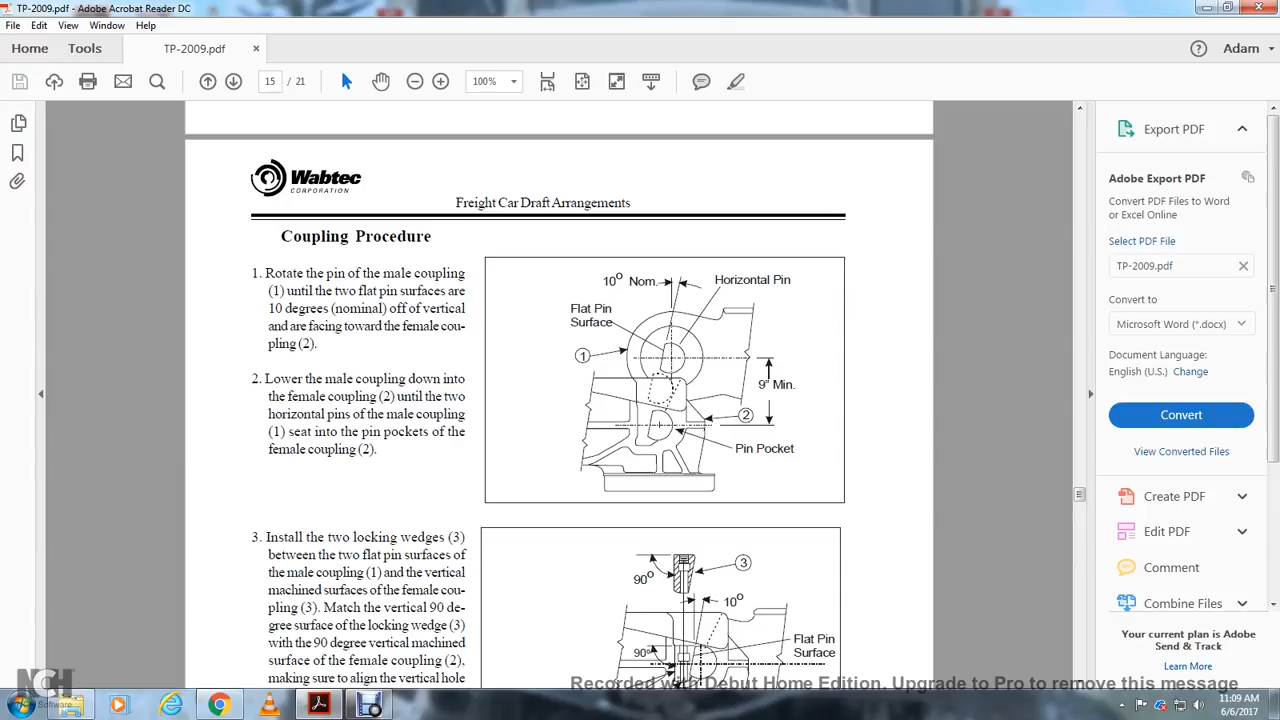 TP-2009.pdf - Adobe Acrobat Reader DC
File Edit View Window Help
Home Tools TP-2009.pdf × Adam
15 / 21 100%
Wabtec
CORPORATION
Freight Car Draft Arrangements
Coupling Procedure
1. Rotate the pin of the male coupling
(1) until the two flat pin surfaces are
10 degrees (nominal) off of vertical
and are facing toward the female cou-
pling (2).
2. Lower the male coupling down into
the female coupling (2) until the two
horizontal pins of the male coupling
(1) seat into the pin pockets of the
female coupling (2).
10° Nom.
Horizontal Pin
Flat Pin
Surface
1
9" Min.
2
Pin Pocket
3. Install the two locking wedges (3)
between the two flat pin surfaces of
the male coupling (1) and the vertical
machined surfaces of the female cou-
pling (3). Match the vertical 90 de-
gree surface of the locking wedge (3)
with the 90 degree vertical machined
surface of the female coupling (2),
making sure to align the vertical hole
3
90°
10°
Flat Pin
Surface
90°
Export PDF
Adobe Export PDF
Convert PDF Files to Word
or Excel Online
Select PDF File
TP-2009.pdf
Convert to
Microsoft Word (*.docx)
Document Language:
English (U.S.) Change
Convert
View Converted Files
Create PDF
Edit PDF
Comment
Combine Files
Your current plan is Adobe
Send & Track
Learn More
NCH
Software
Recorded with Debut Home Edition. Upgrade to Pro to remove this message
11:09 AM
6/6/2017